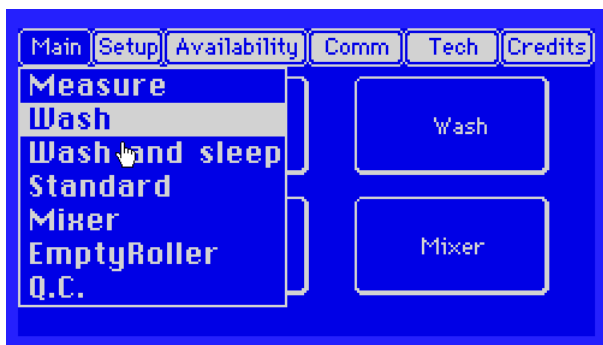 Main Setup Availability Comm Tech Credits
Measure
Wash
Wash and sleep
Standard
Mixer
EmptyRoller
Q.C.
Wash
Mixer